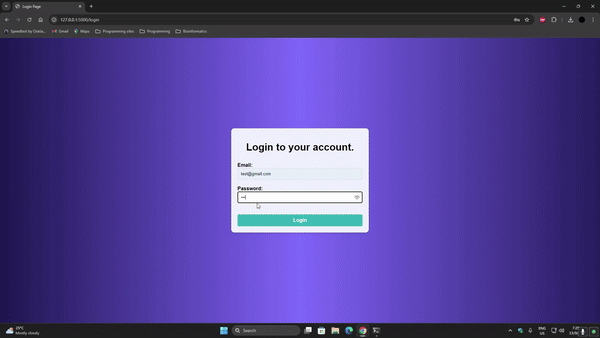 Login Page
127.0.0.1:5000/login
Speedtest by Ookla...
Gmail
Maps
Programming sites
Programming
Bioinformatics
Login to your account.
Email:
test@gmail.com
Password:
Login
29°C
Mostly cloudy
Search
ENG
US